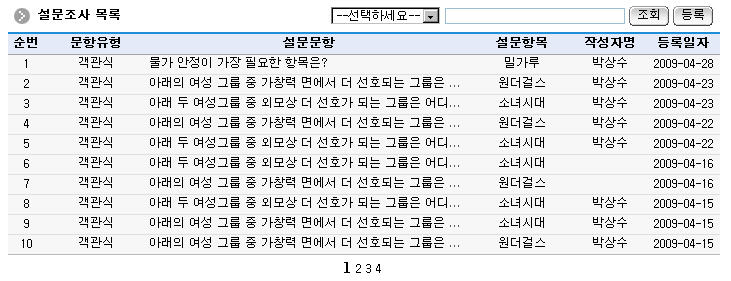 설문조사 목록 --선택하세요-- 조회 등록
순번 문항유형 설문문항 설문항목 작성자명 등록일자
1 객관식 물가 안정이 가장 필요한 항목은? 밀가루 박상수 2009-04-28
2 객관식 아래의 여성 그룹 중 가창력 면에서 더 선호되는 그룹은 ... 원더걸스 박상수 2009-04-23
3 객관식 아래 두 여성그룹 중 외모상 더 선호가 되는 그룹은 어디... 소녀시대 박상수 2009-04-23
4 객관식 아래의 여성 그룹 중 가창력 면에서 더 선호되는 그룹은 ... 원더걸스 박상수 2009-04-22
5 객관식 아래 두 여성그룹 중 외모상 더 선호가 되는 그룹은 어디... 소녀시대 박상수 2009-04-22
6 객관식 아래 두 여성그룹 중 외모상 더 선호가 되는 그룹은 어디... 소녀시대 2009-04-16
7 객관식 아래의 여성 그룹 중 가창력 면에서 더 선호되는 그룹은 ... 원더걸스 2009-04-16
8 객관식 아래 두 여성그룹 중 외모상 더 선호가 되는 그룹은 어디... 소녀시대 박상수 2009-04-15
9 객관식 아래의 여성 그룹 중 가창력 면에서 더 선호되는 그룹은 ... 소녀시대 박상수 2009-04-15
10 객관식 아래의 여성 그룹 중 가창력 면에서 더 선호되는 그룹은 ... 원더걸스 박상수 2009-04-15
1 2 3 4